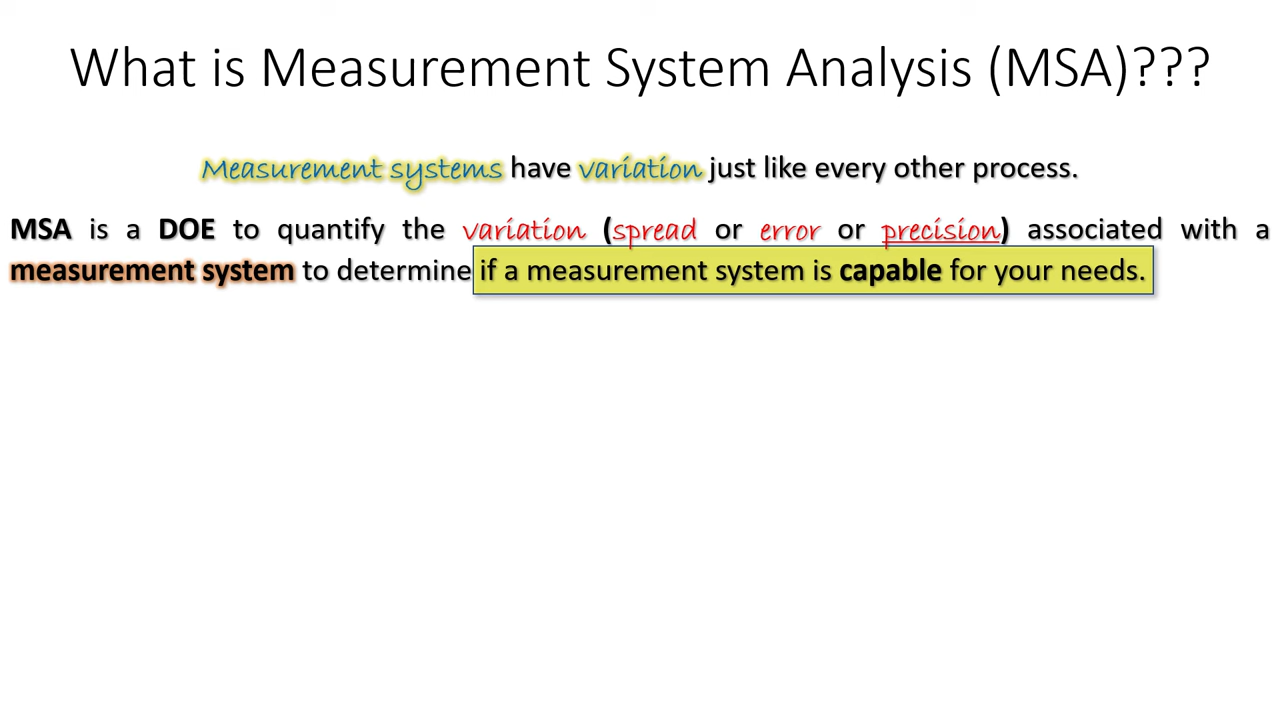 What is Measurement System Analysis (MSA)???
Measurement systems have variation just like every other process.
MSA is a DOE to quantify the variation (spread or error or precision) associated with a
measurement system to determine if a measurement system is capable for your needs.